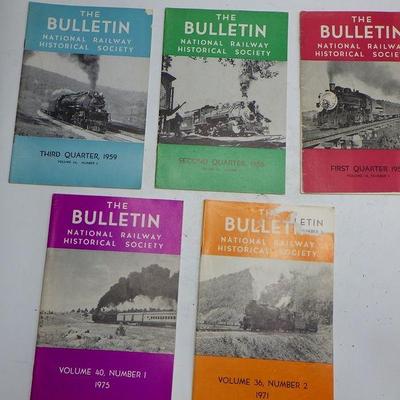 THE
BULLETIN
NATIONAL RAILWAY
HISTORICAL SOCIETY
THIRD QUARTER, 1959
THE
BULLETIN
NATIONAL RAILWAY
HISTORICAL SOCIETY
SECOND QUARTER,
THE
BULLETIN
NATIONAL RAILWA
HISTORICAL SOCIE
FIRST QUARTER 195
THE
BULLETIN
NATIONAL RAILWAY
HISTORICAL SOCIETY
VOLUME 40, NUMBER 1
1975
THE
BULLETIN
NATIONAL RAILWAY
HISTORICAL SOCIETY
VOLUME 36, NUMBER 2
1971